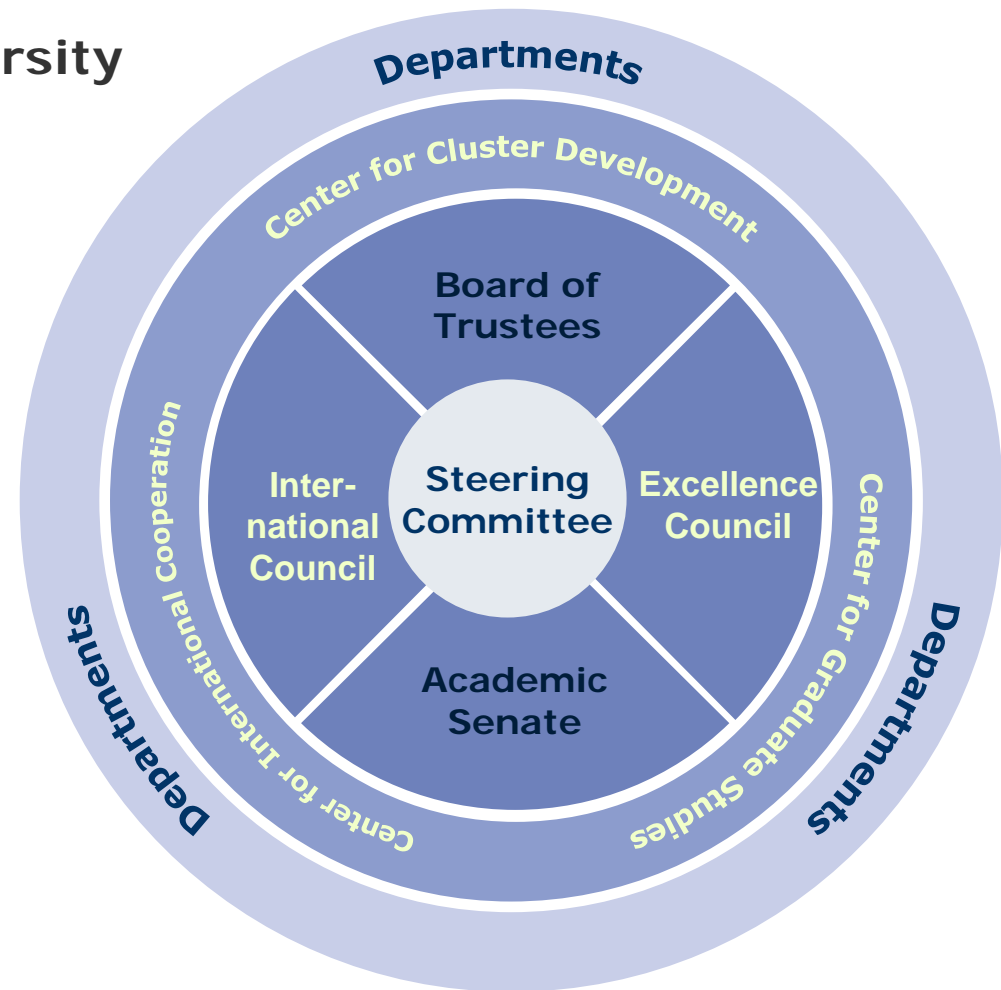 rsity
Departments
Center for Cluster Development
Board of
Trustees
Center for International Cooperation
Inter-
national
Council
Steering
Committee
Excellence
Council
Center for Graduate Studies
Academic
Senate
Departments
Departments